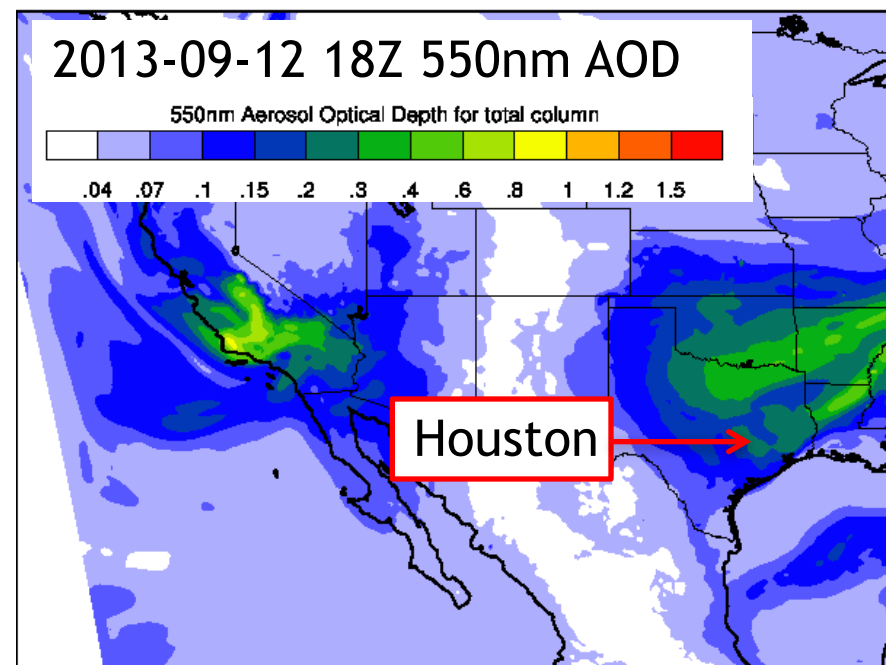 2013-09-12 18Z 550nm AOD
550nm Aerosol Optical Depth for total column
.04 .07 .1 .15 .2 .3 .4 .6 .8 1 1.2 1.5
Houston